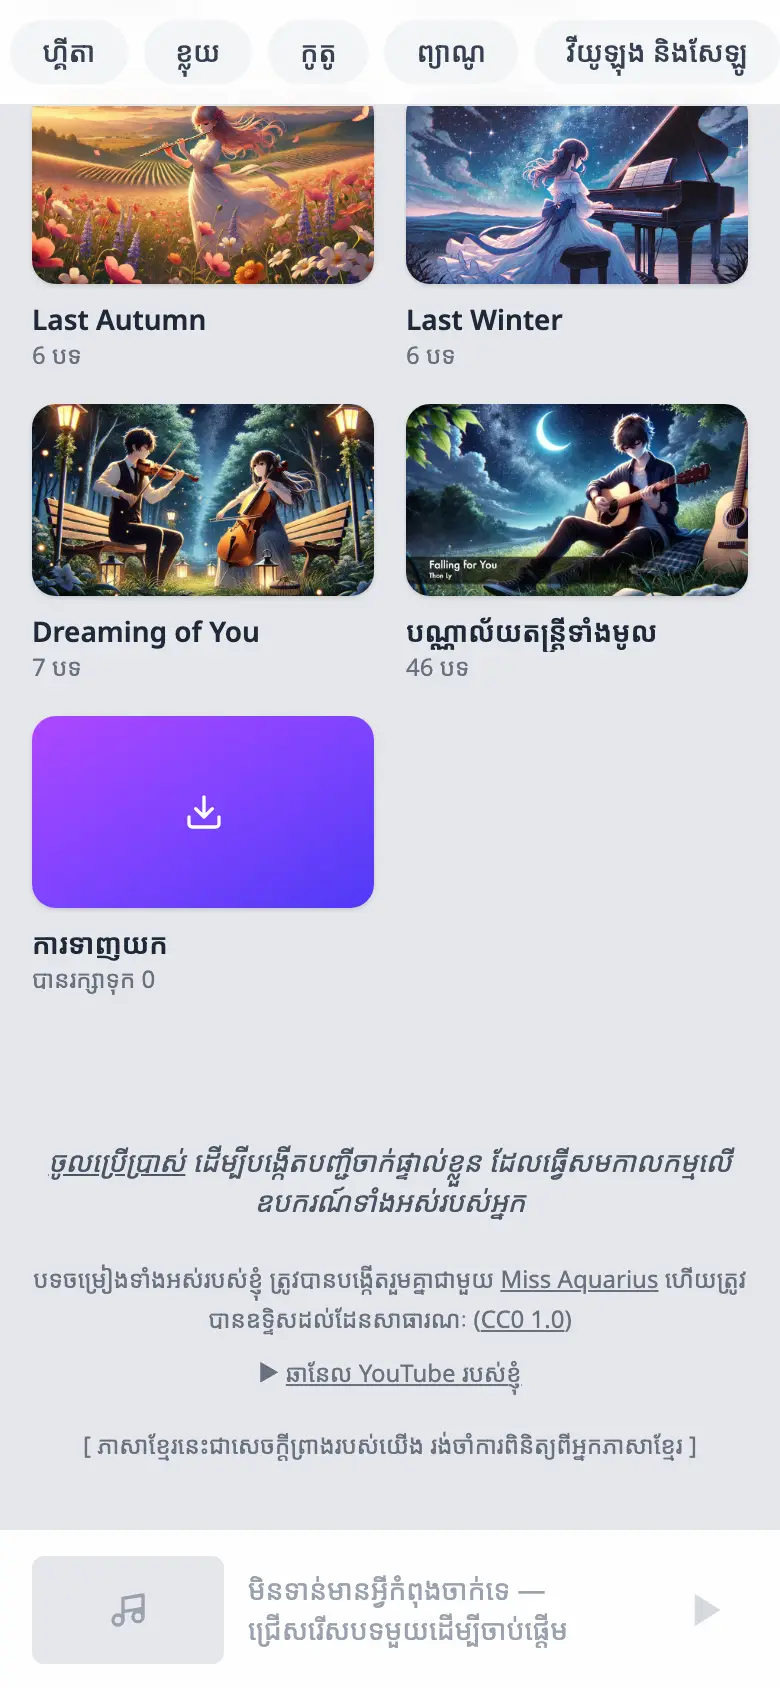 ហ្គីតា
ខ្លុយ
កូតូ
ព្យាណូ
វីយូឡុង និងសែឡូ
Last Autumn
6 បទ
Last Winter
6 បទ
Falling for You
Thon Ly
Dreaming of You
7 បទ
បណ្ណាល័យតន្ត្រីទាំងមូល
46 បទ
ការទាញយក
បានរក្សាទុក 0
ចូលប្រើប្រាស់ ដើម្បីបង្កើតបញ្ជីចាក់ផ្ទាល់ខ្លួន ដែលធ្វើសមកាលកម្មលើ
ឧបករណ៍ទាំងអស់របស់អ្នក
បទចម្រៀងទាំងអស់របស់ខ្ញុំ ត្រូវបានបង្កើតរួមគ្នាជាមួយ Miss Aquarius ហើយត្រូវ
បានឧទ្ទិសដល់ដែនសាធារណៈ (CC0 1.0)
▶ ឆានែល YouTube របស់ខ្ញុំ
[ ភាសាខ្មែរនេះជាសេចក្តីព្រាងរបស់យើង រង់ចាំការពិនិត្យពីអ្នកភាសាខ្មែរ ]
មិនទាន់មានអ្វីកំពុងចាក់ទេ —
ជ្រើសរើសបទមួយដើម្បីចាប់ផ្តើម